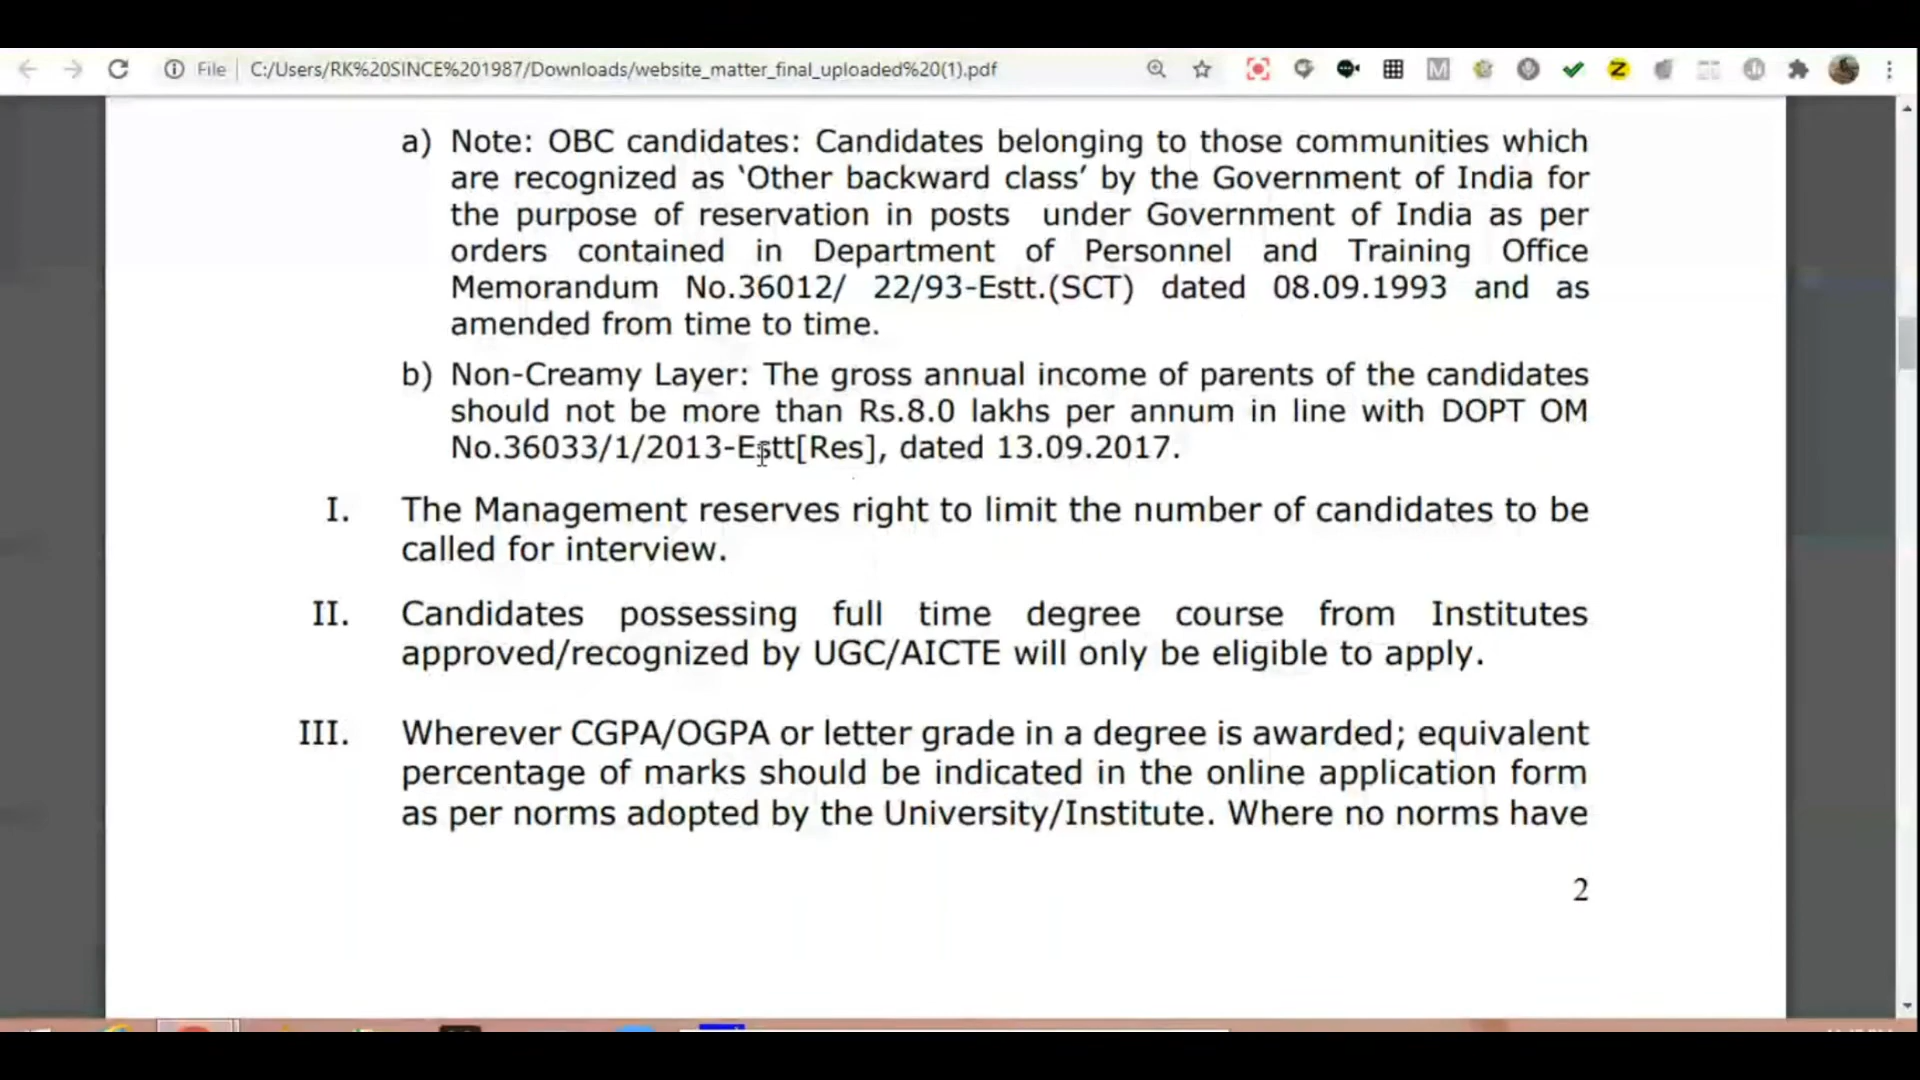 File
C:/Users/RK%20SINCE%201987/Downloads/website_matter_final_uploaded%20(1).pdf
a) Note: OBC candidates: Candidates belonging to those communities which
are recognized as ‘Other backward class’ by the Government of India for
the purpose of reservation in posts under Government of India as per
orders contained in Department of Personnel and Training Office
Memorandum No.36012/ 22/93-Estt.(SCT) dated 08.09.1993 and as
amended from time to time.
b) Non-Creamy Layer: The gross annual income of parents of the candidates
should not be more than Rs.8.0 lakhs per annum in line with DOPT OM
No.36033/1/2013-Estt[Res], dated 13.09.2017.
I. The Management reserves right to limit the number of candidates to be
called for interview.
II. Candidates possessing full time degree course from Institutes
approved/recognized by UGC/AICTE will only be eligible to apply.
III. Wherever CGPA/OGPA or letter grade in a degree is awarded; equivalent
percentage of marks should be indicated in the online application form
as per norms adopted by the University/Institute. Where no norms have
2